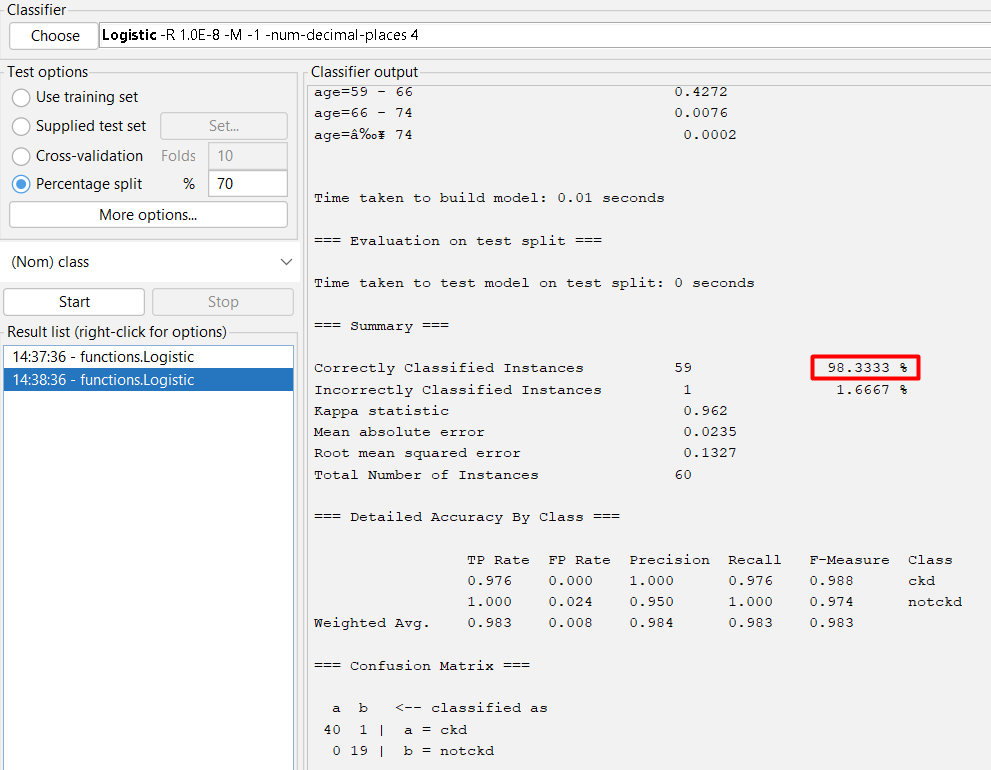 Classifier
Choose Logistic -R 1.0E-8 -M -1 -num-decimal-places 4
Test options
Use training set
Supplied test set Set...
Cross-validation Folds 10
Percentage split % 70
More options...
(Nom) class
Start Stop
Result list (right-click for options)
14:37:36 - functions.Logistic
14:38:36 - functions.Logistic
Classifier output
age=59 - 66 0.4272
age=66 - 74 0.0076
age=â‰¥ 74 0.0002
Time taken to build model: 0.01 seconds
=== Evaluation on test split ===
Time taken to test model on test split: 0 seconds
=== Summary ===
Correctly Classified Instances 59 98.3333 %
Incorrectly Classified Instances 1 1.6667 %
Kappa statistic 0.962
Mean absolute error 0.0235
Root mean squared error 0.1327
Total Number of Instances 60
=== Detailed Accuracy By Class ===
TP Rate FP Rate Precision Recall F-Measure Class
0.976 0.000 1.000 0.976 0.988 ckd
1.000 0.024 0.950 1.000 0.974 notckd
Weighted Avg. 0.983 0.008 0.984 0.983 0.983
=== Confusion Matrix ===
a b <-- classified as
40 1 | a = ckd
0 19 | b = notckd